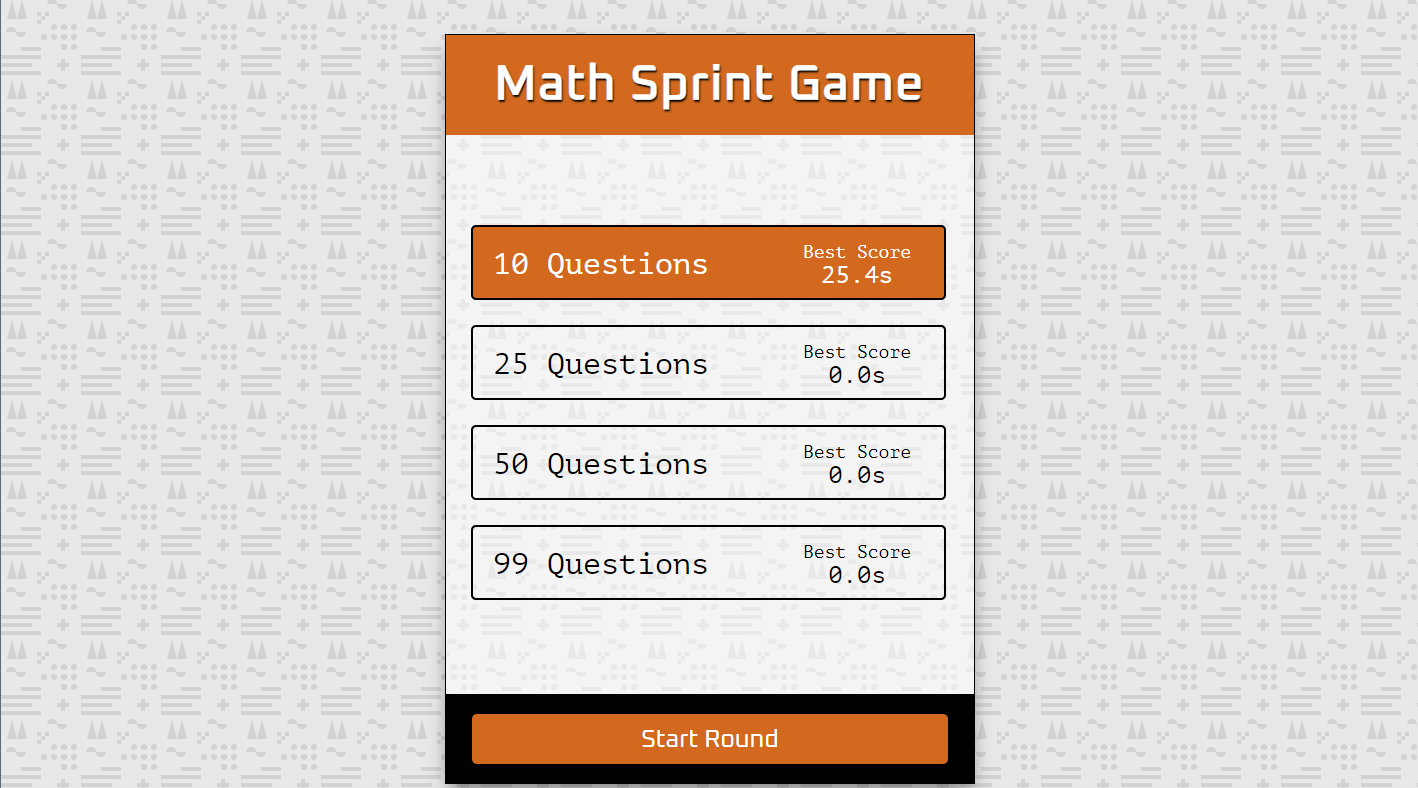 Math Sprint Game
10 Questions
Best Score
25.4s
25 Questions
Best Score
0.0s
50 Questions
Best Score
0.0s
99 Questions
Best Score
0.0s
Start Round